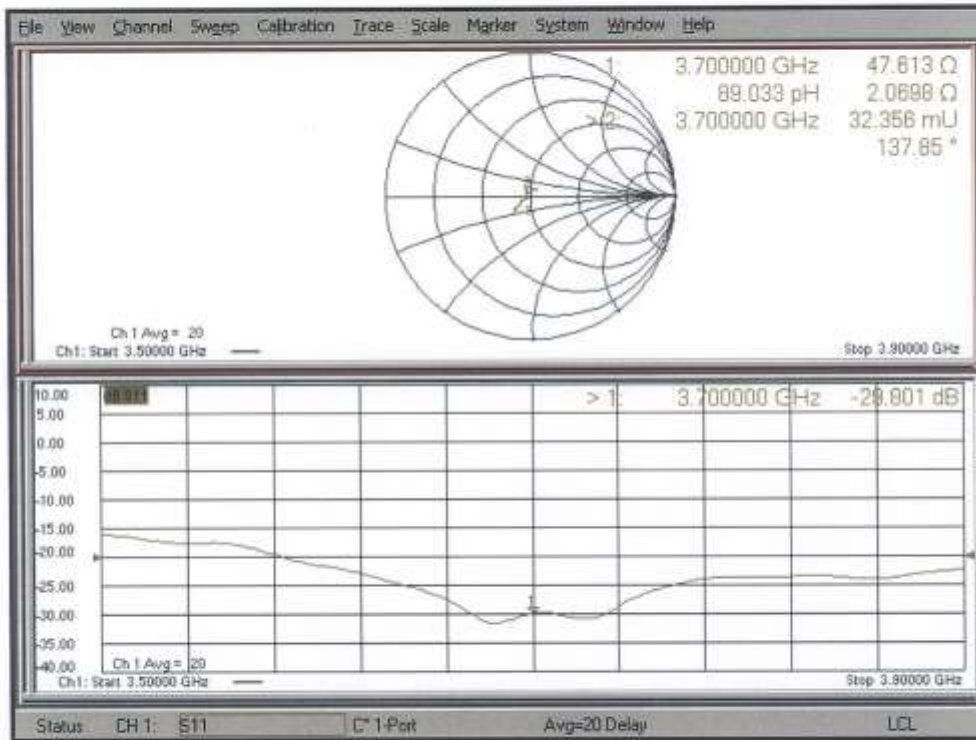 File View Channel Sweep Calibration Trace Scale Marker System Window Help
1: 3.700000 GHz 47.613 Ω
89.033 pH 2.0698 Ω
> 2: 3.700000 GHz 32.356 mU
137.85 °
Ch 1 Avg = 20
Ch1: Start 3.50000 GHz
Stop 3.90000 GHz
10.00
> 1: 3.700000 GHz -29.801 dB
5.00
0.00
-5.00
-10.00
-15.00
-20.00
-25.00
-30.00
1
-35.00
-40.00
Ch 1 Avg = 20
Ch1: Start 3.50000 GHz
Stop 3.90000 GHz
Status CH 1: S11 C* 1-Port Avg=20 Delay LCL